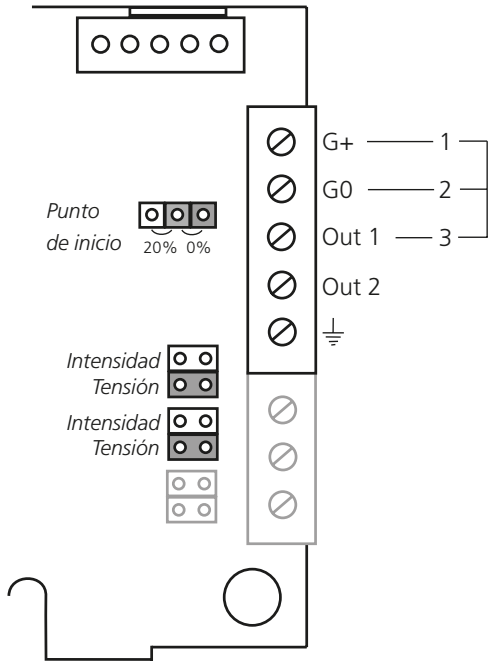 G+ 1
G0 2
Punto
de inicio
20% 0%
Out 1 3
Out 2
Intensidad
Tensión
Intensidad
Tensión